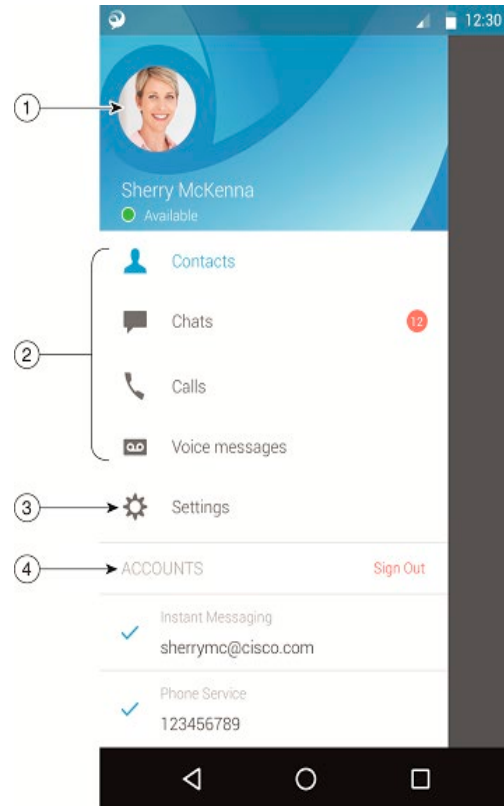 12:30
1
Sherry McKenna
Available
2
Contacts
Chats 12
Calls
Voice messages
3
Settings
4
ACCOUNTS Sign Out
Instant Messaging
sherrymc@cisco.com
Phone Service
123456789